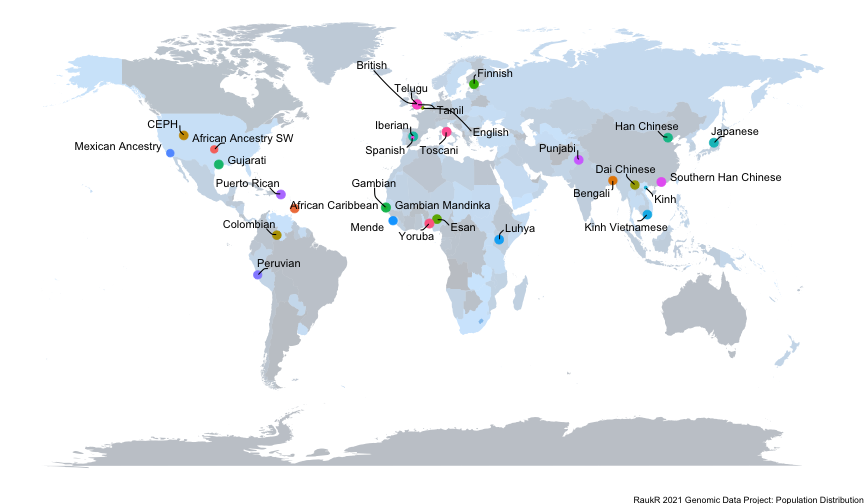 British
Finnish
Telugu
Tamil
CEPH
Iberian
English
Han Chinese
Japanese
African Ancestry SW
Mexican Ancestry
Spanish
Toscani
Punjabi
Gujarati
Dai Chinese
Southern Han Chinese
Puerto Rican
Gambian
Bengali
Kinh
African Caribbean
Gambian Mandinka
Colombian
Mende
Yoruba
Esan
Luhya
Kinh Vietnamese
Peruvian
RaukR 2021 Genomic Data Project: Population Distribution